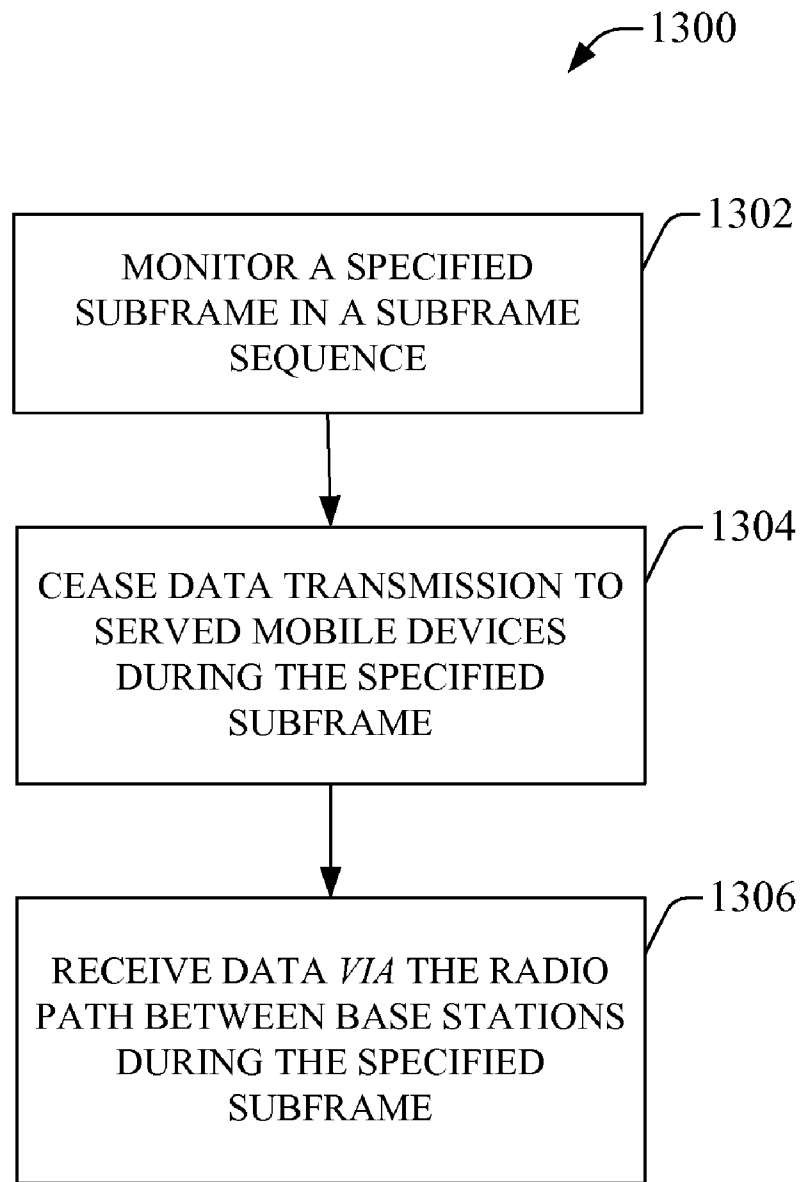 1300
1302
MONITOR A SPECIFIED
SUBFRAME IN A SUBFRAME
SEQUENCE
1304
CEASE DATA TRANSMISSION TO
SERVED MOBILE DEVICES
DURING THE SPECIFIED
SUBFRAME
1306
RECEIVE DATA VIA THE RADIO
PATH BETWEEN BASE STATIONS
DURING THE SPECIFIED
SUBFRAME